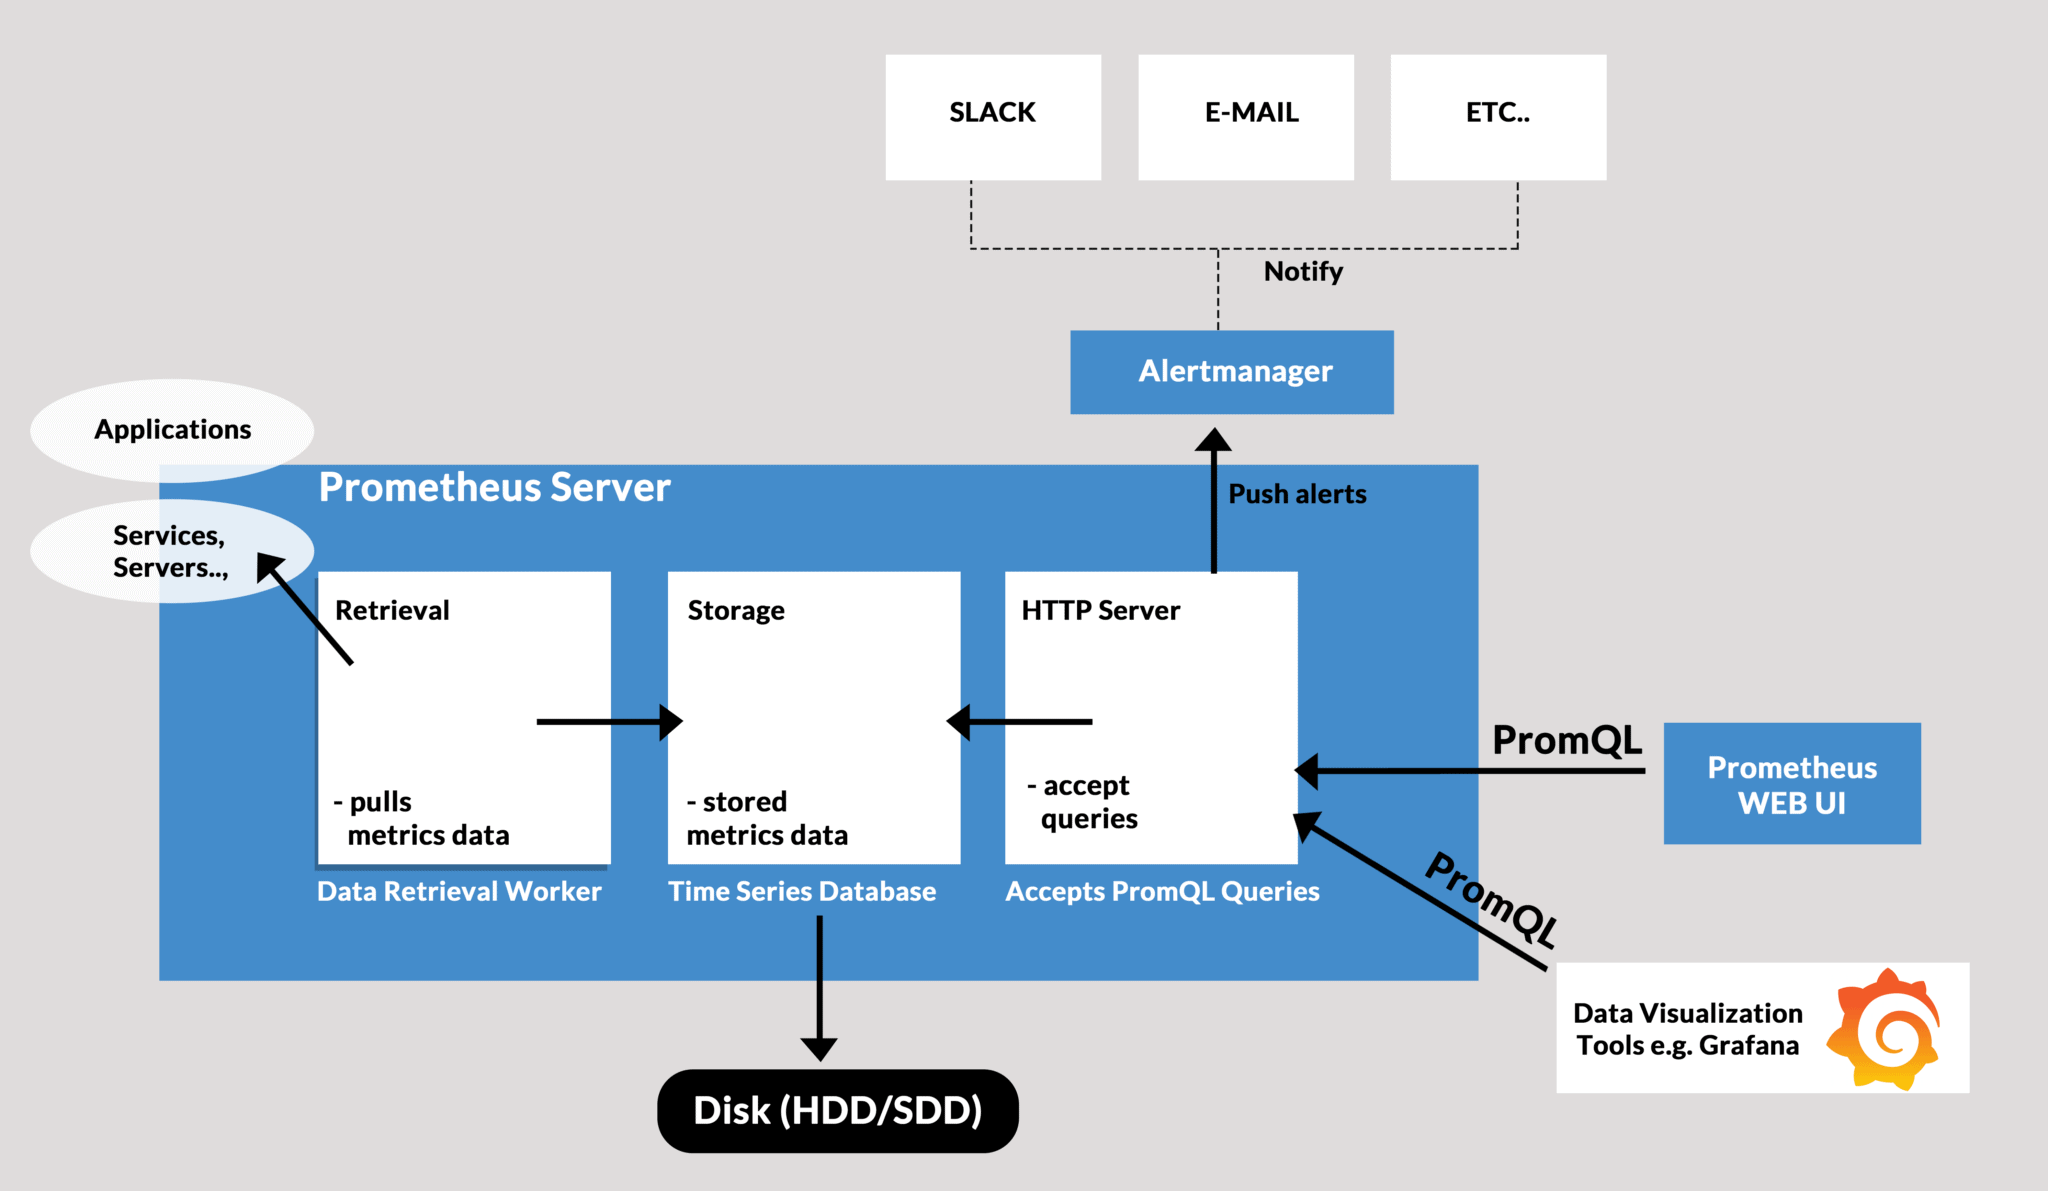 SLACK
E-MAIL
ETC..
Notify
Alertmanager
Applications
Prometheus Server
Push alerts
Services,
Servers..,
Retrieval
Storage
HTTP Server
- pulls
metrics data
- stored
metrics data
- accept
queries
PromQL
Prometheus
WEB UI
Data Retrieval Worker
Time Series Database
Accepts PromQL Queries
PromQL
Data Visualization
Tools e.g. Grafana
Disk (HDD/SDD)